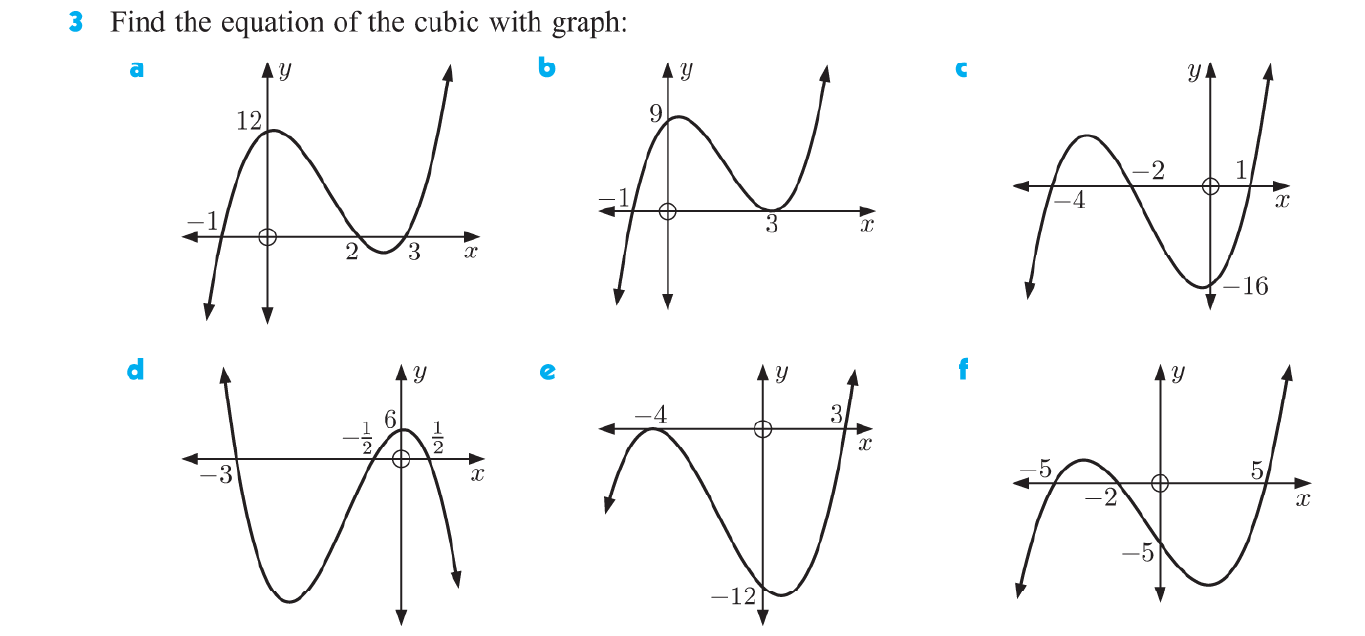 3 Find the equation of the cubic with graph:
a
y
12
−1
2
3
x
b
y
9
−1
3
x
c
y
−2
1
−4
x
−16
d
y
6
−1/2
1/2
−3
x
e
y
−4
3
x
−12
f
y
−5
5
−2
x
−5